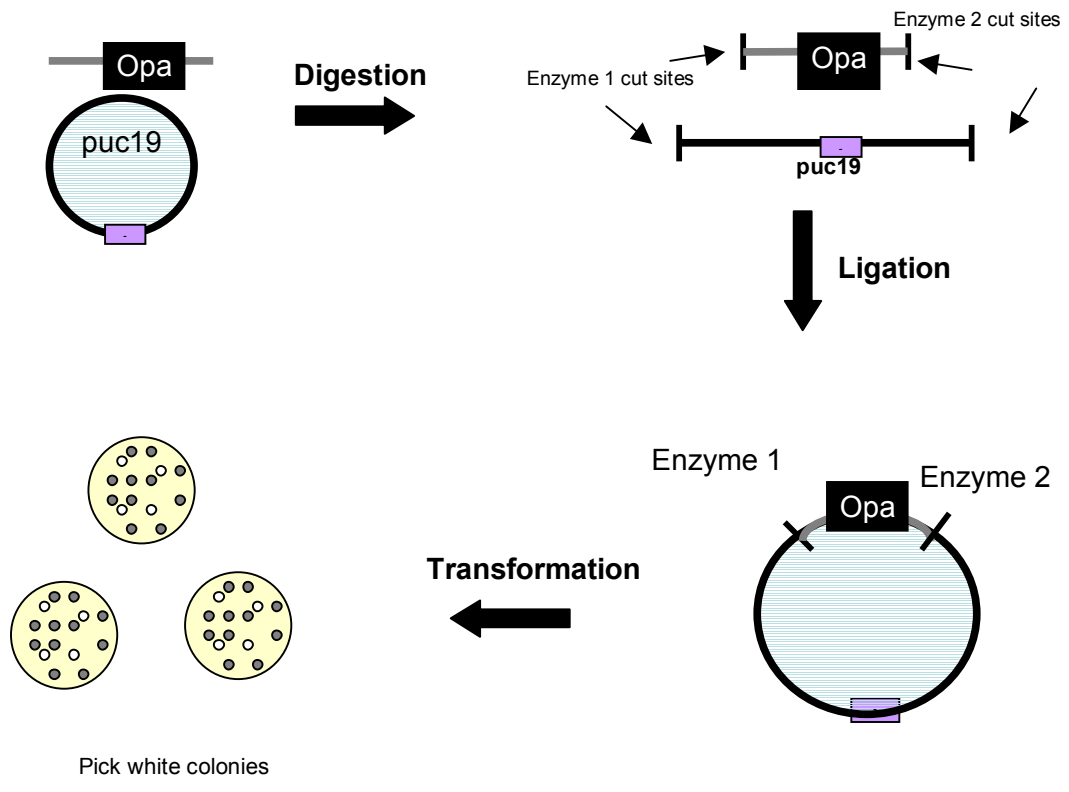 Enzyme 2 cut sites
Opa
Digestion
Opa
Enzyme 1 cut sites
puc19
-
-
puc19
Ligation
Enzyme 1
Enzyme 2
Opa
Transformation
Pick white colonies